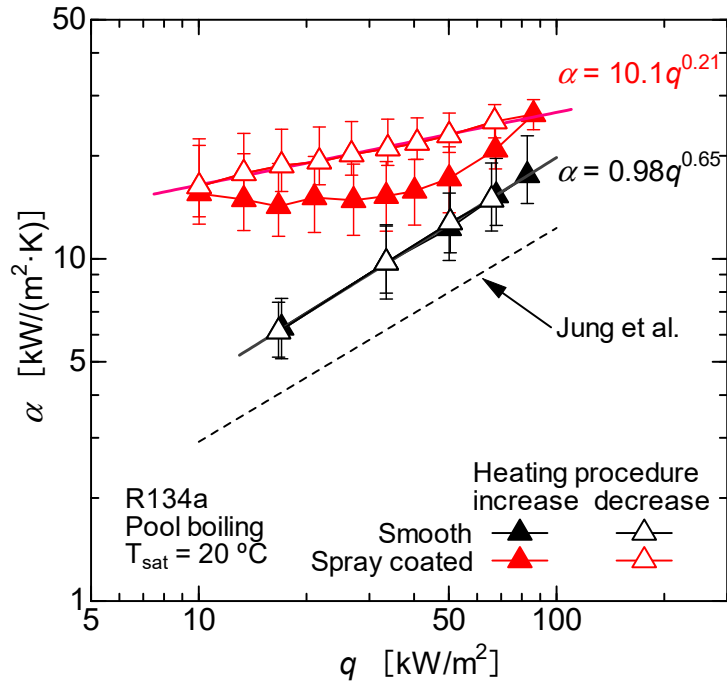 50
α = 10.1q^0.21
α = 0.98q^0.65
10
5
Jung et al.
α [kW/(m²·K)]
R134a
Pool boiling
T_sat = 20 ºC
Heating procedure
increase decrease
Smooth
Spray coated
1
5 10 50 100
q [kW/m²]